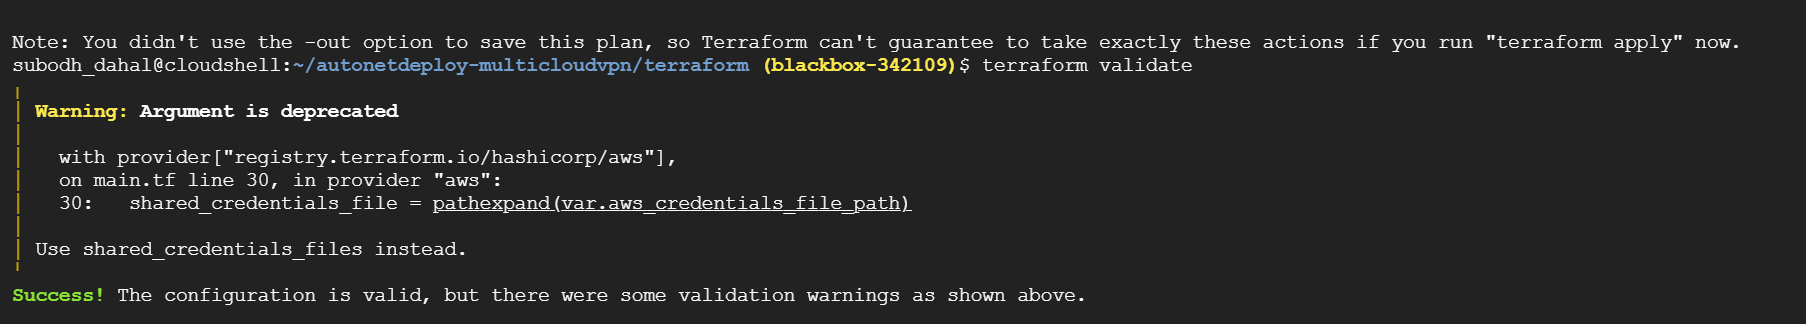 Note: You didn't use the -out option to save this plan, so Terraform can't guarantee to take exactly these actions if you run "terraform apply" now.
subodh_dahal@cloudshell:~/autonetdeploy-multicloudvpn/terraform (blackbox-342109)$ terraform validate
Warning: Argument is deprecated
with provider["registry.terraform.io/hashicorp/aws"],
on main.tf line 30, in provider "aws":
30:   shared_credentials_file = pathexpand(var.aws_credentials_file_path)
Use shared_credentials_files instead.
Success! The configuration is valid, but there were some validation warnings as shown above.